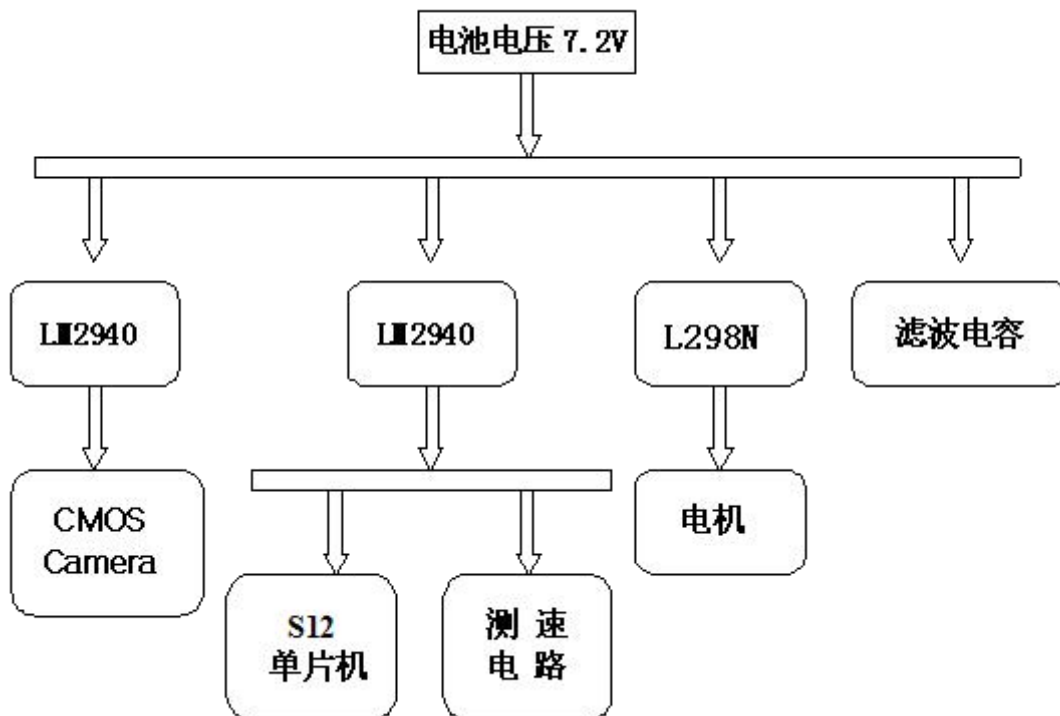 电池电压 7.2V
LM2940
LM2940
L298N
滤波电容
CMOS
Camera
电机
S12
单片机
测 速
电 路